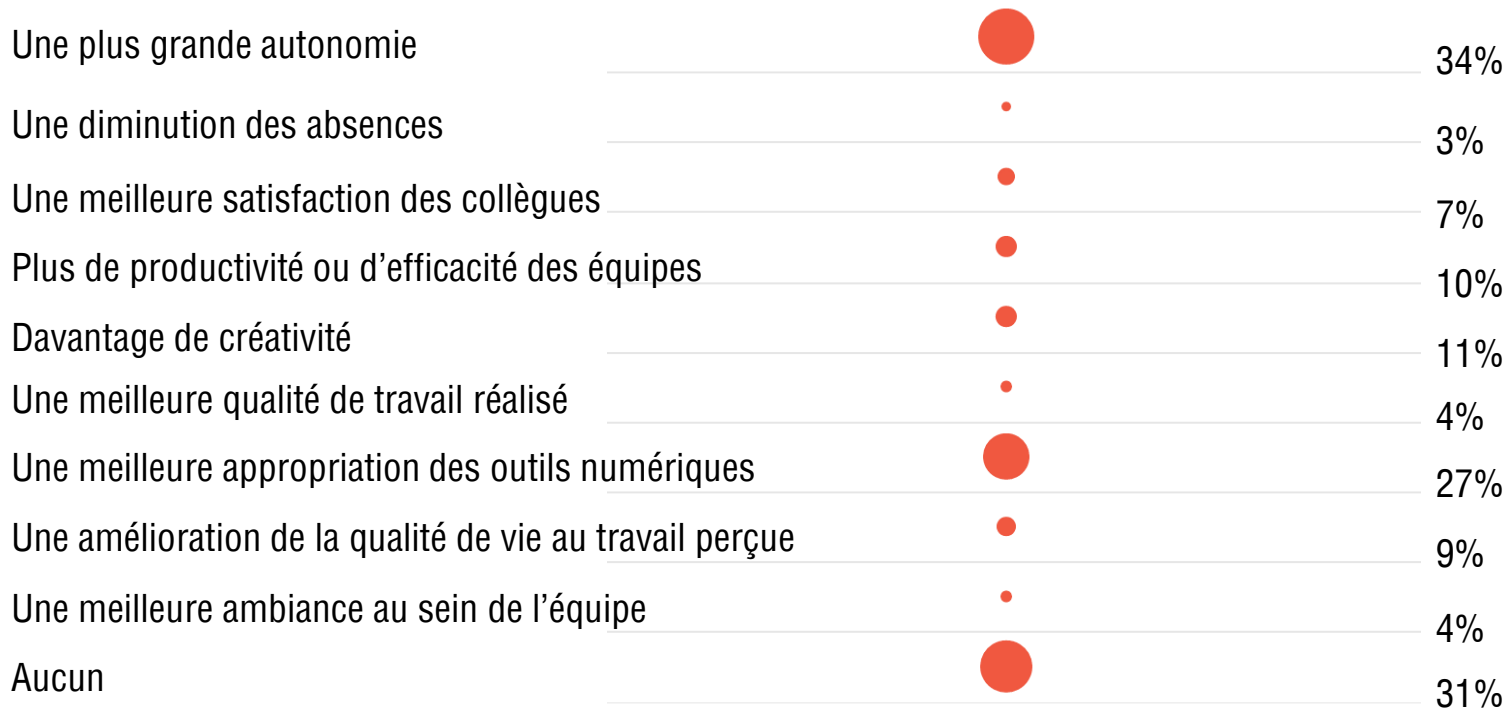 Une plus grande autonomie 34%
Une diminution des absences 3%
Une meilleure satisfaction des collègues 7%
Plus de productivité ou d’efficacité des équipes 10%
Davantage de créativité 11%
Une meilleure qualité de travail réalisé 4%
Une meilleure appropriation des outils numériques 27%
Une amélioration de la qualité de vie au travail perçue 9%
Une meilleure ambiance au sein de l’équipe 4%
Aucun 31%